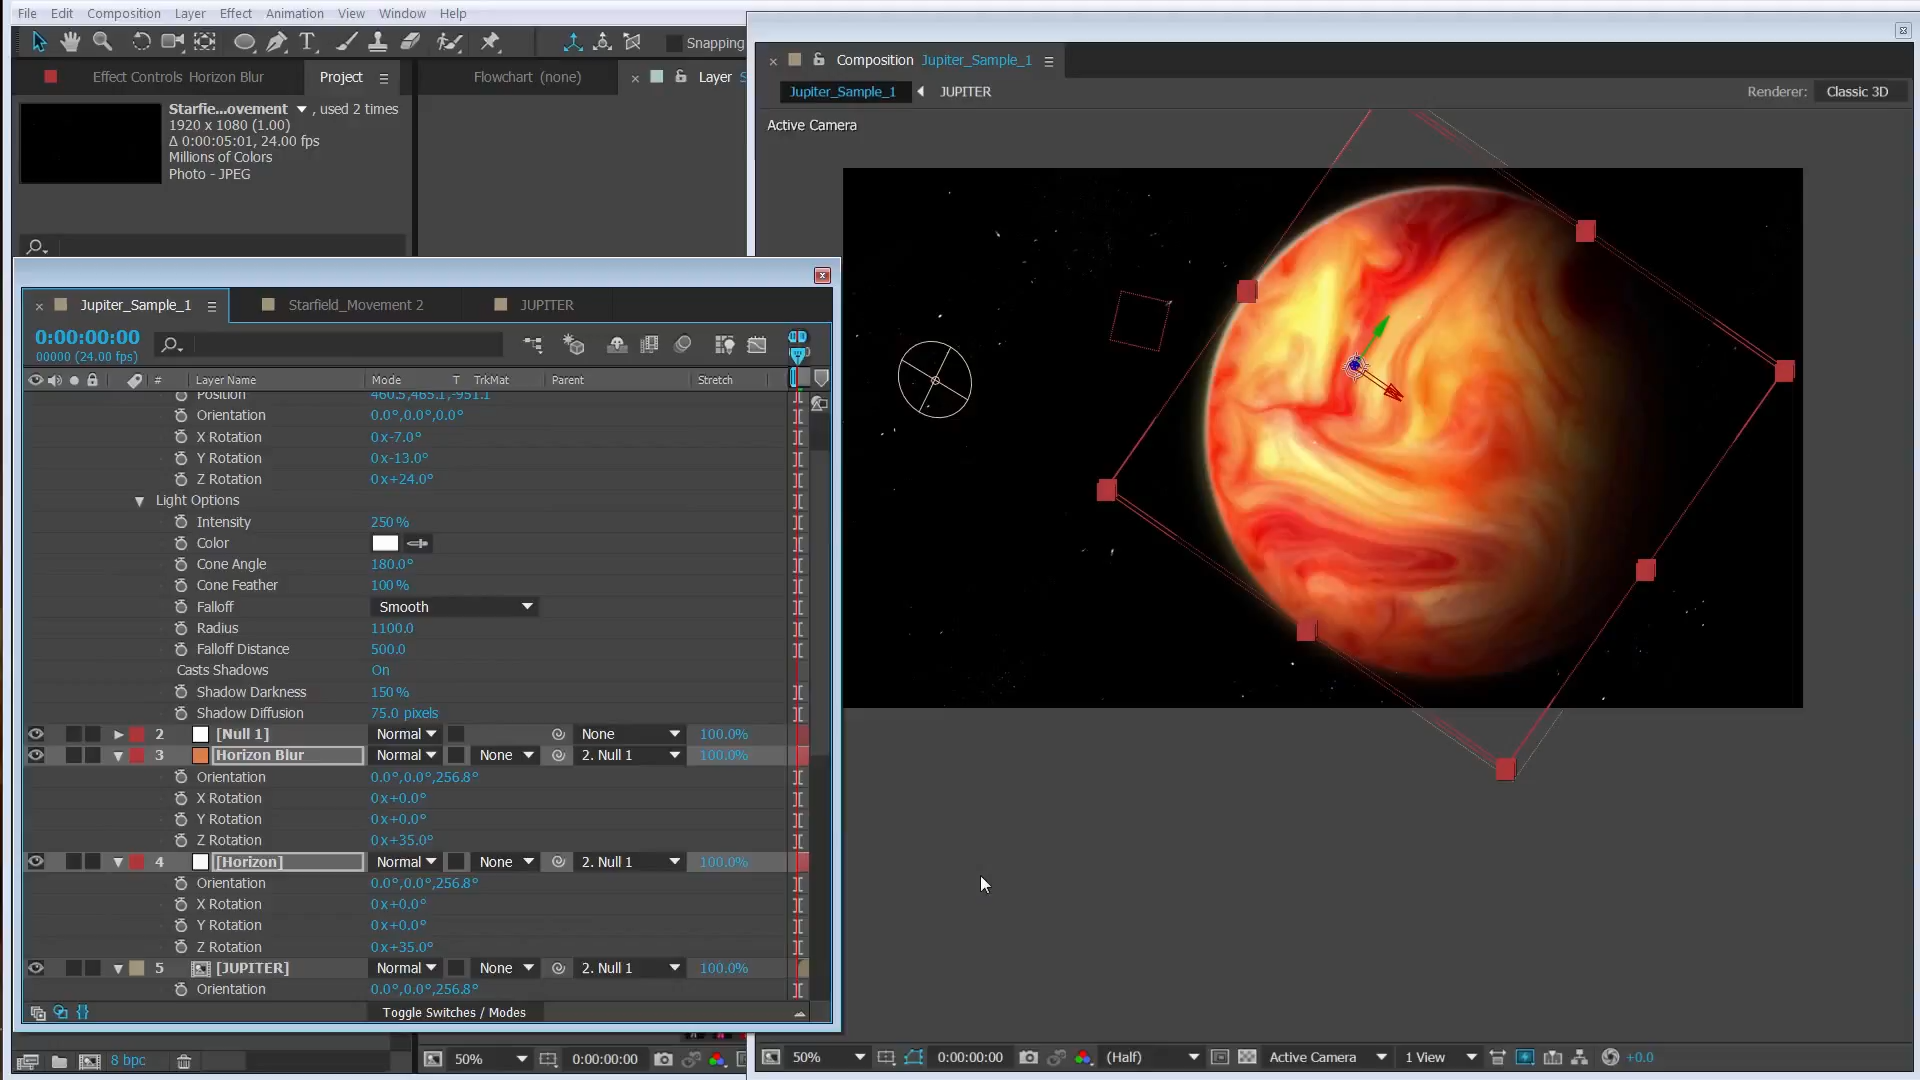 File Edit Composition Layer Effect Animation View Window Help
Snapping
Effect Controls Horizon Blur Project Flowchart (none) Layer
Composition Jupiter_Sample_1
Jupiter_Sample_1 JUPITER Renderer: Classic 3D
Active Camera
Starfie...ovement , used 2 times
1920 x 1080 (1.00)
Δ 0:00:05:01, 24.00 fps
Millions of Colors
Photo - JPEG
Jupiter_Sample_1 Starfield_Movement 2 JUPITER
0:00:00:00
00000 (24.00 fps)
# Layer Name Mode T TrkMat Parent Stretch
Position 460.5,465.1,-951.1
Orientation 0.0°,0.0°,0.0°
X Rotation 0x-7.0°
Y Rotation 0x-13.0°
Z Rotation 0x+24.0°
Light Options
Intensity 250 %
Color
Cone Angle 180.0°
Cone Feather 100 %
Falloff Smooth
Radius 1100.0
Falloff Distance 500.0
Casts Shadows On
Shadow Darkness 150 %
Shadow Diffusion 75.0 pixels
2 [Null 1] Normal None 100.0%
3 Horizon Blur Normal None 2. Null 1 100.0%
Orientation 0.0°,0.0°,256.8°
X Rotation 0x+0.0°
Y Rotation 0x+0.0°
Z Rotation 0x+35.0°
4 [Horizon] Normal None 2. Null 1 100.0%
Orientation 0.0°,0.0°,256.8°
X Rotation 0x+0.0°
Y Rotation 0x+0.0°
Z Rotation 0x+35.0°
5 [JUPITER] Normal None 2. Null 1 100.0%
Orientation 0.0°,0.0°,256.8°
Toggle Switches / Modes
8 bpc 50% 0:00:00:00
50% 0:00:00:00 (Half) Active Camera 1 View +0.0